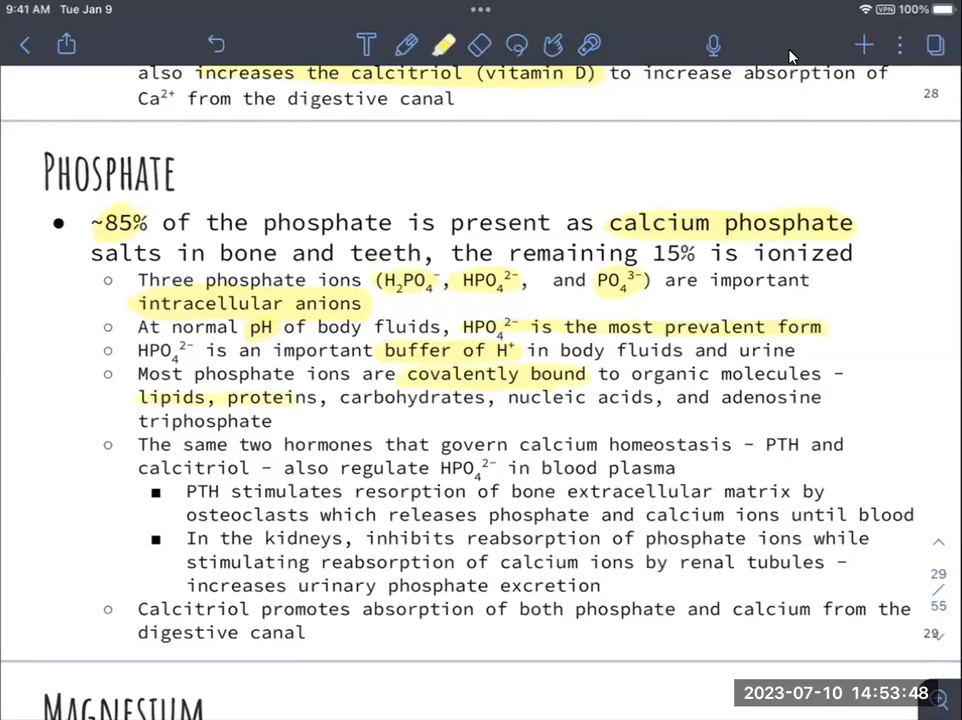 9:41 AM Tue Jan 9 VPN 100%
also increases the calcitriol (vitamin D) to increase absorption of
Ca²⁺ from the digestive canal
28
PHOSPHATE
● ~85% of the phosphate is present as calcium phosphate
salts in bone and teeth, the remaining 15% is ionized
○ Three phosphate ions (H₂PO₄⁻, HPO₄²⁻, and PO₄³⁻) are important
intracellular anions
○ At normal pH of body fluids, HPO₄²⁻ is the most prevalent form
○ HPO₄²⁻ is an important buffer of H⁺ in body fluids and urine
○ Most phosphate ions are covalently bound to organic molecules –
lipids, proteins, carbohydrates, nucleic acids, and adenosine
triphosphate
○ The same two hormones that govern calcium homeostasis – PTH and
calcitriol – also regulate HPO₄²⁻ in blood plasma
■ PTH stimulates resorption of bone extracellular matrix by
osteoclasts which releases phosphate and calcium ions until blood
■ In the kidneys, inhibits reabsorption of phosphate ions while
stimulating reabsorption of calcium ions by renal tubules –
increases urinary phosphate excretion
○ Calcitriol promotes absorption of both phosphate and calcium from the
digestive canal
29
/
55
29
MAGNESIUM
2023-07-10 14:53:48